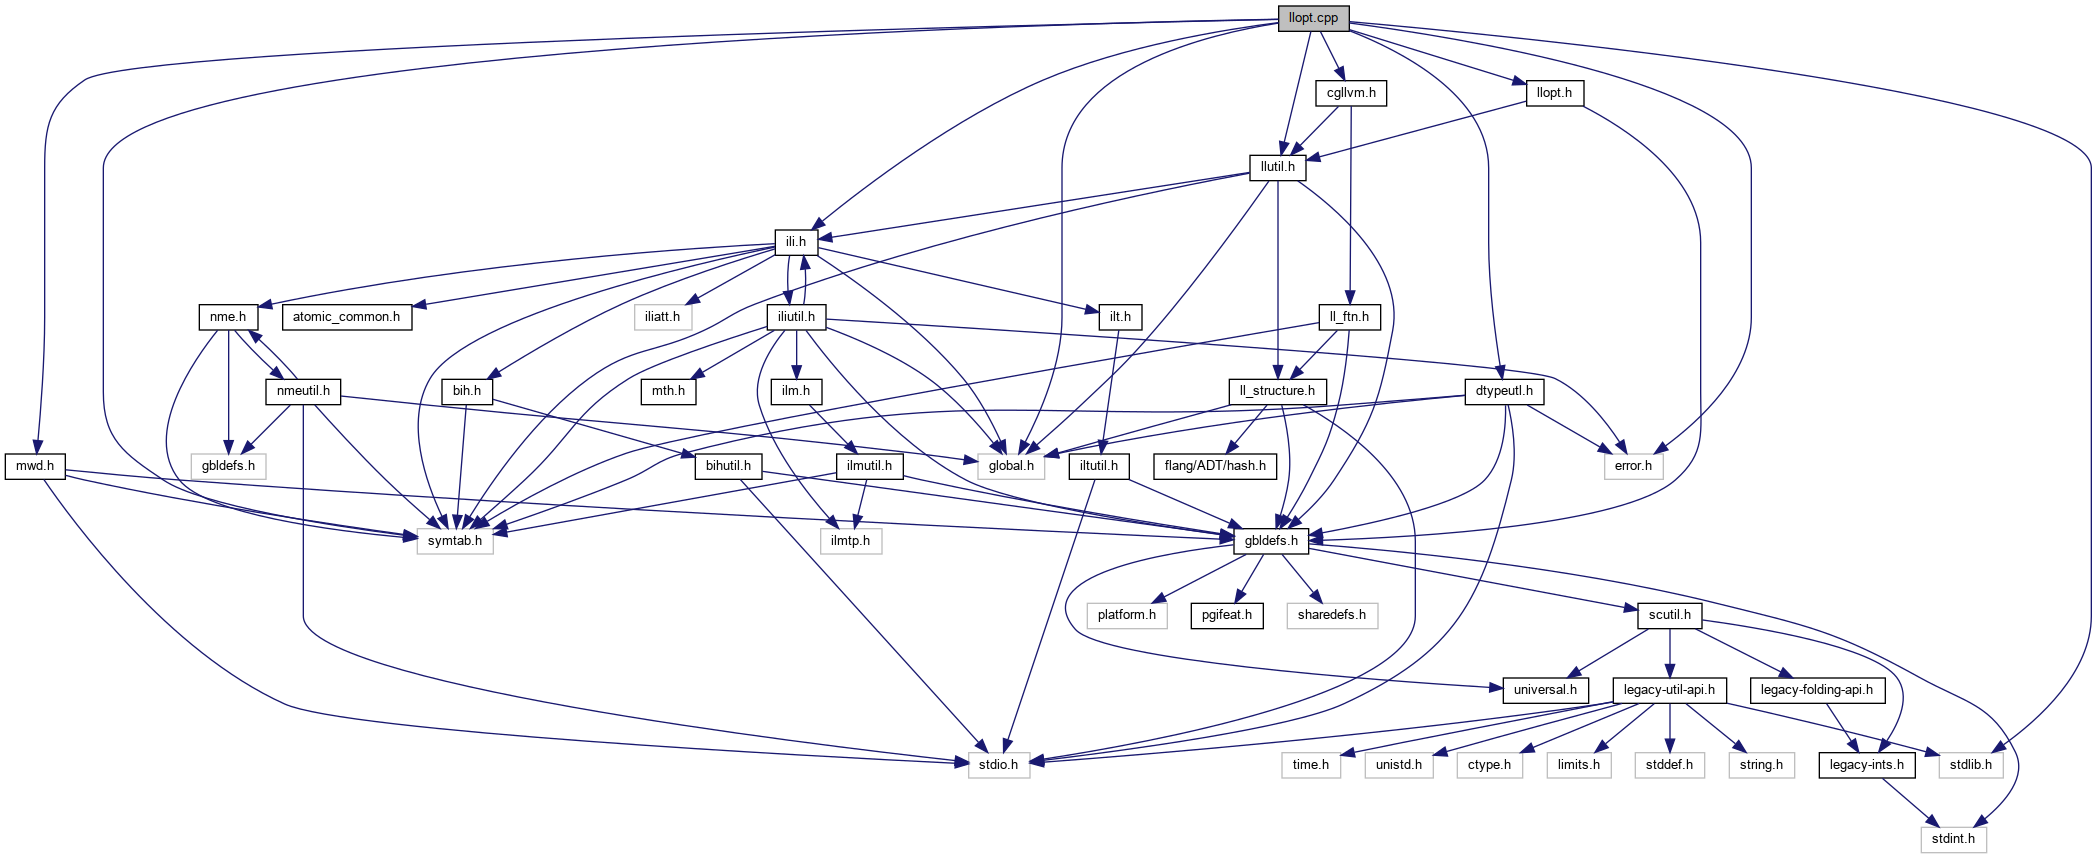 llopt.cpp
cgllvm.h
llopt.h
llutil.h
ili.h
nme.h
atomic_common.h
iliatt.h
iliutil.h
ilt.h
ll_ftn.h
nmeutil.h
bih.h
mth.h
ilm.h
ll_structure.h
dtypeutl.h
mwd.h
gbldefs.h
bihutil.h
ilmutil.h
global.h
iltutil.h
flang/ADT/hash.h
error.h
symtab.h
ilmtp.h
gbldefs.h
platform.h
pgifeat.h
sharedefs.h
scutil.h
universal.h
legacy-util-api.h
legacy-folding-api.h
stdio.h
time.h
unistd.h
ctype.h
limits.h
stddef.h
string.h
legacy-ints.h
stdlib.h
stdint.h